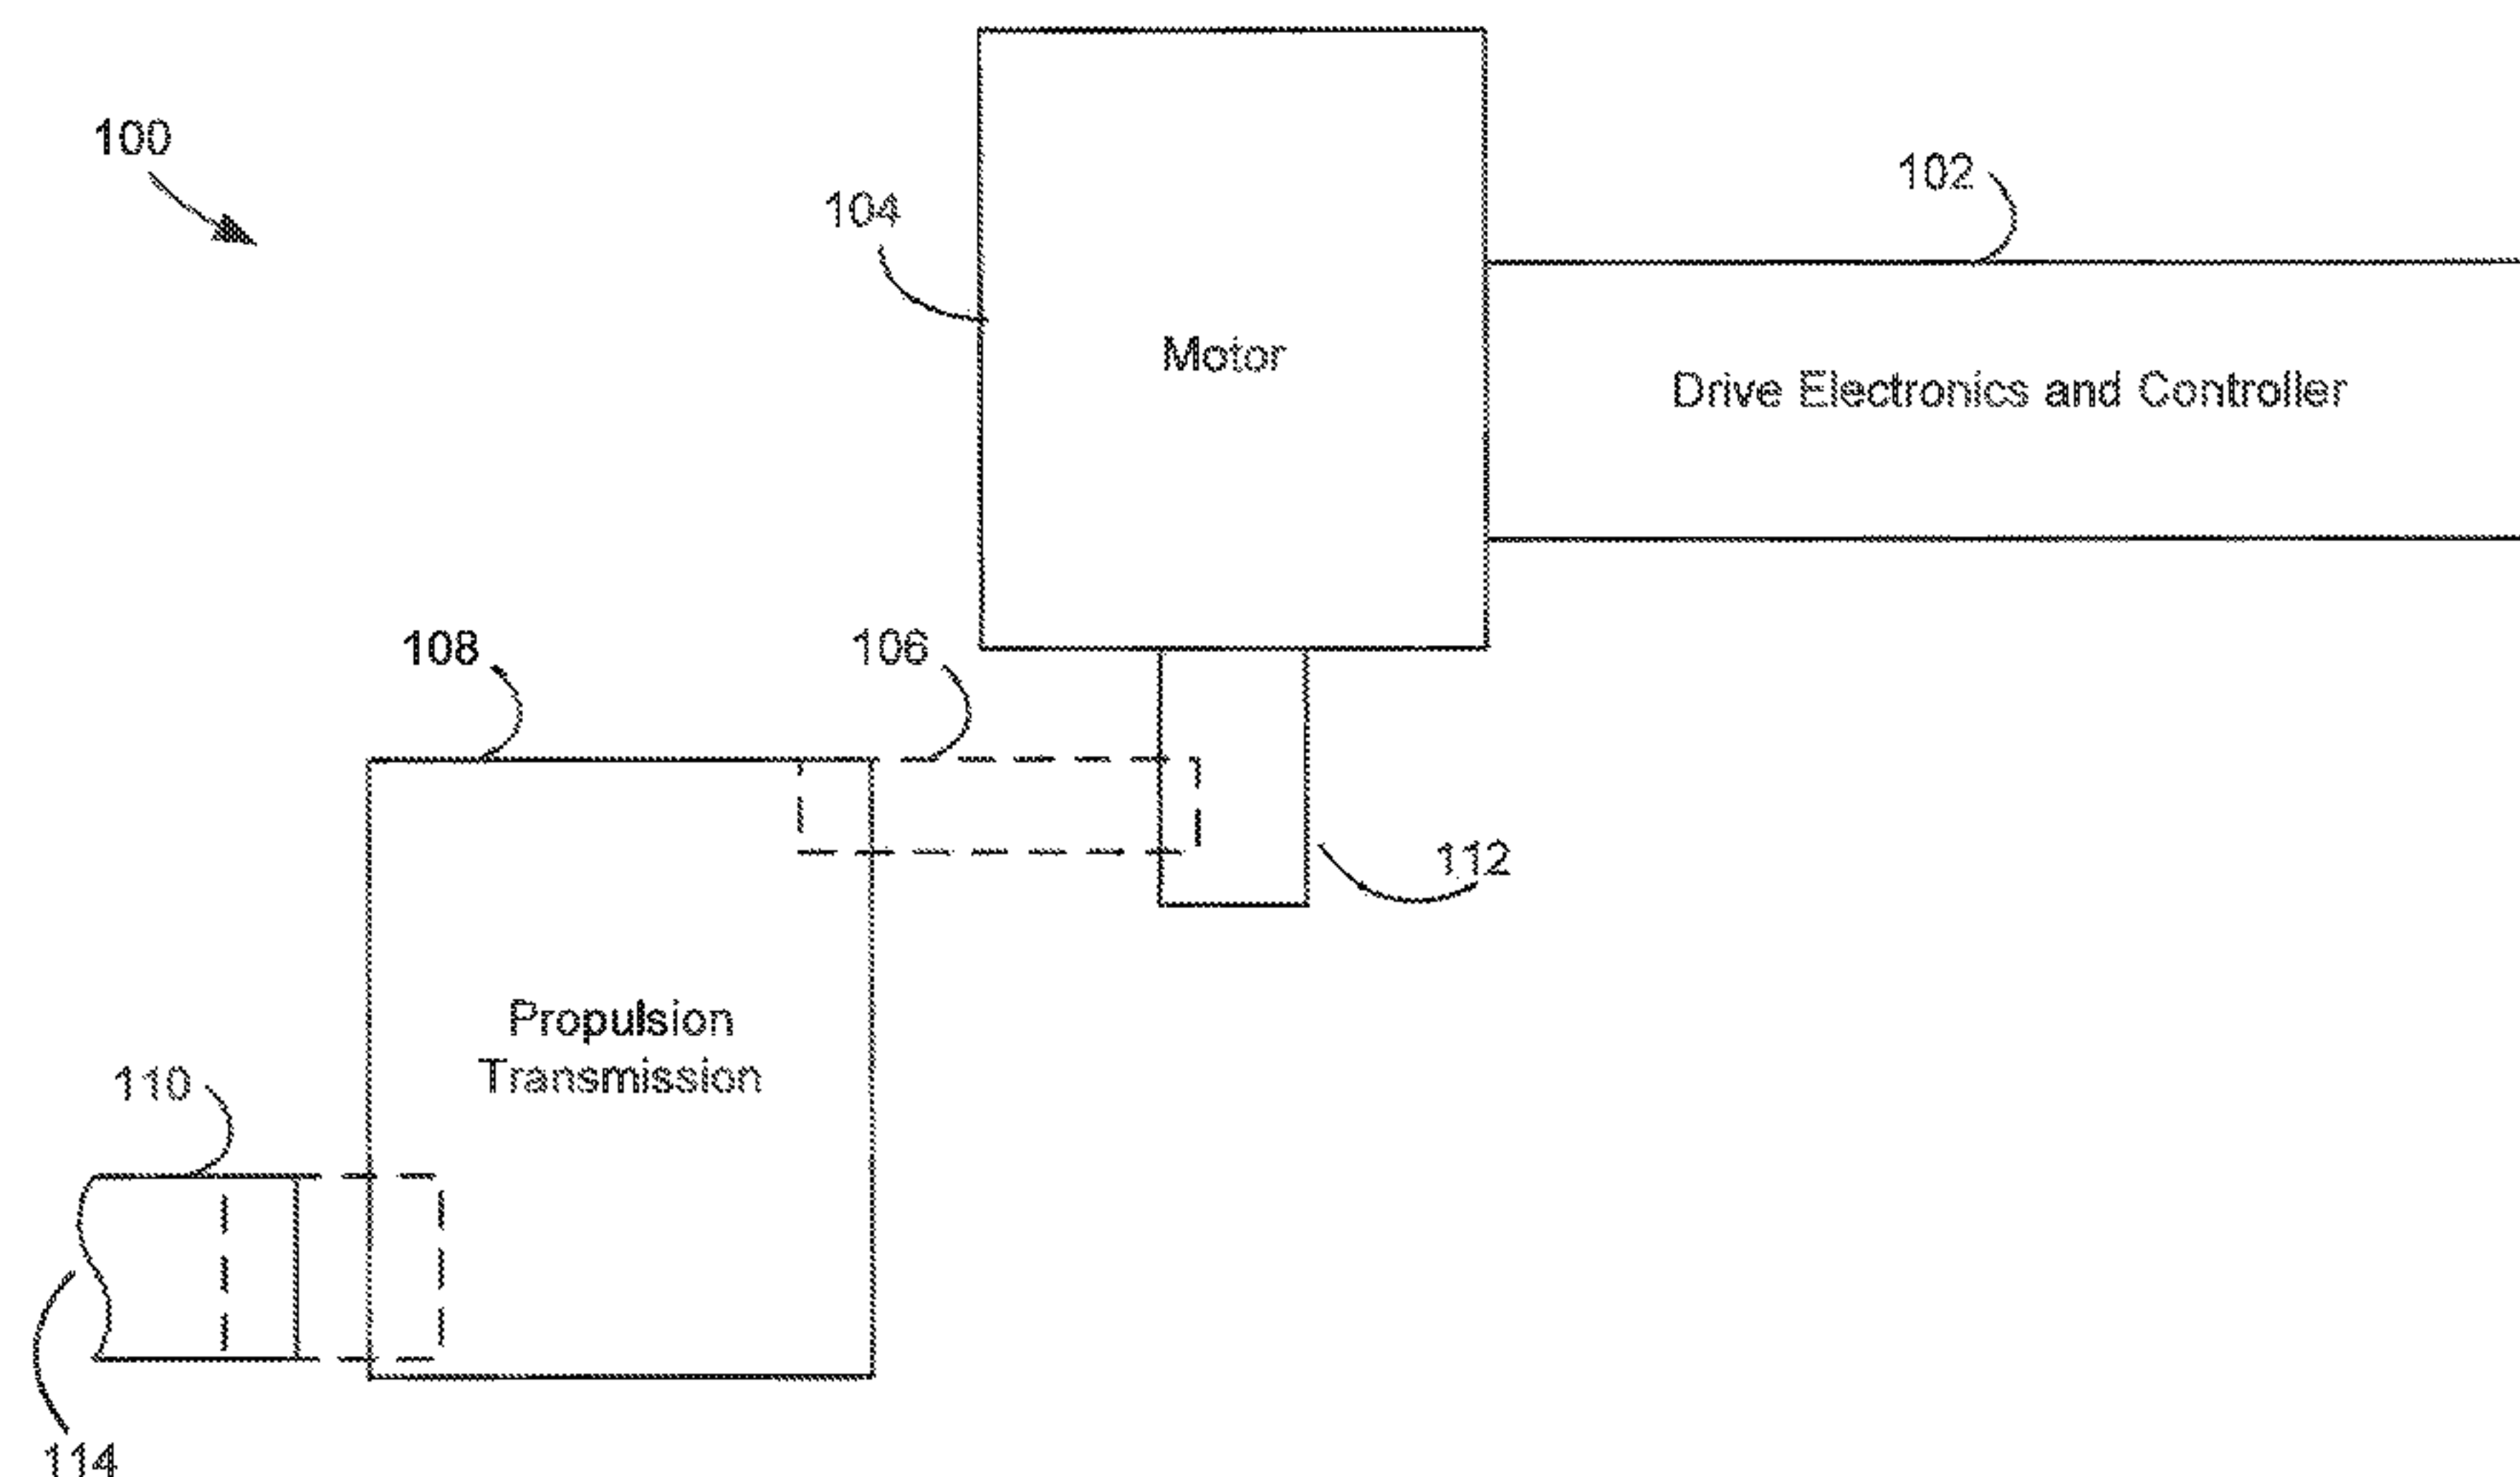 100
102
104
Motor
Drive Electronics and Controller
108
106
112
Propulsion
Transmission
110
114